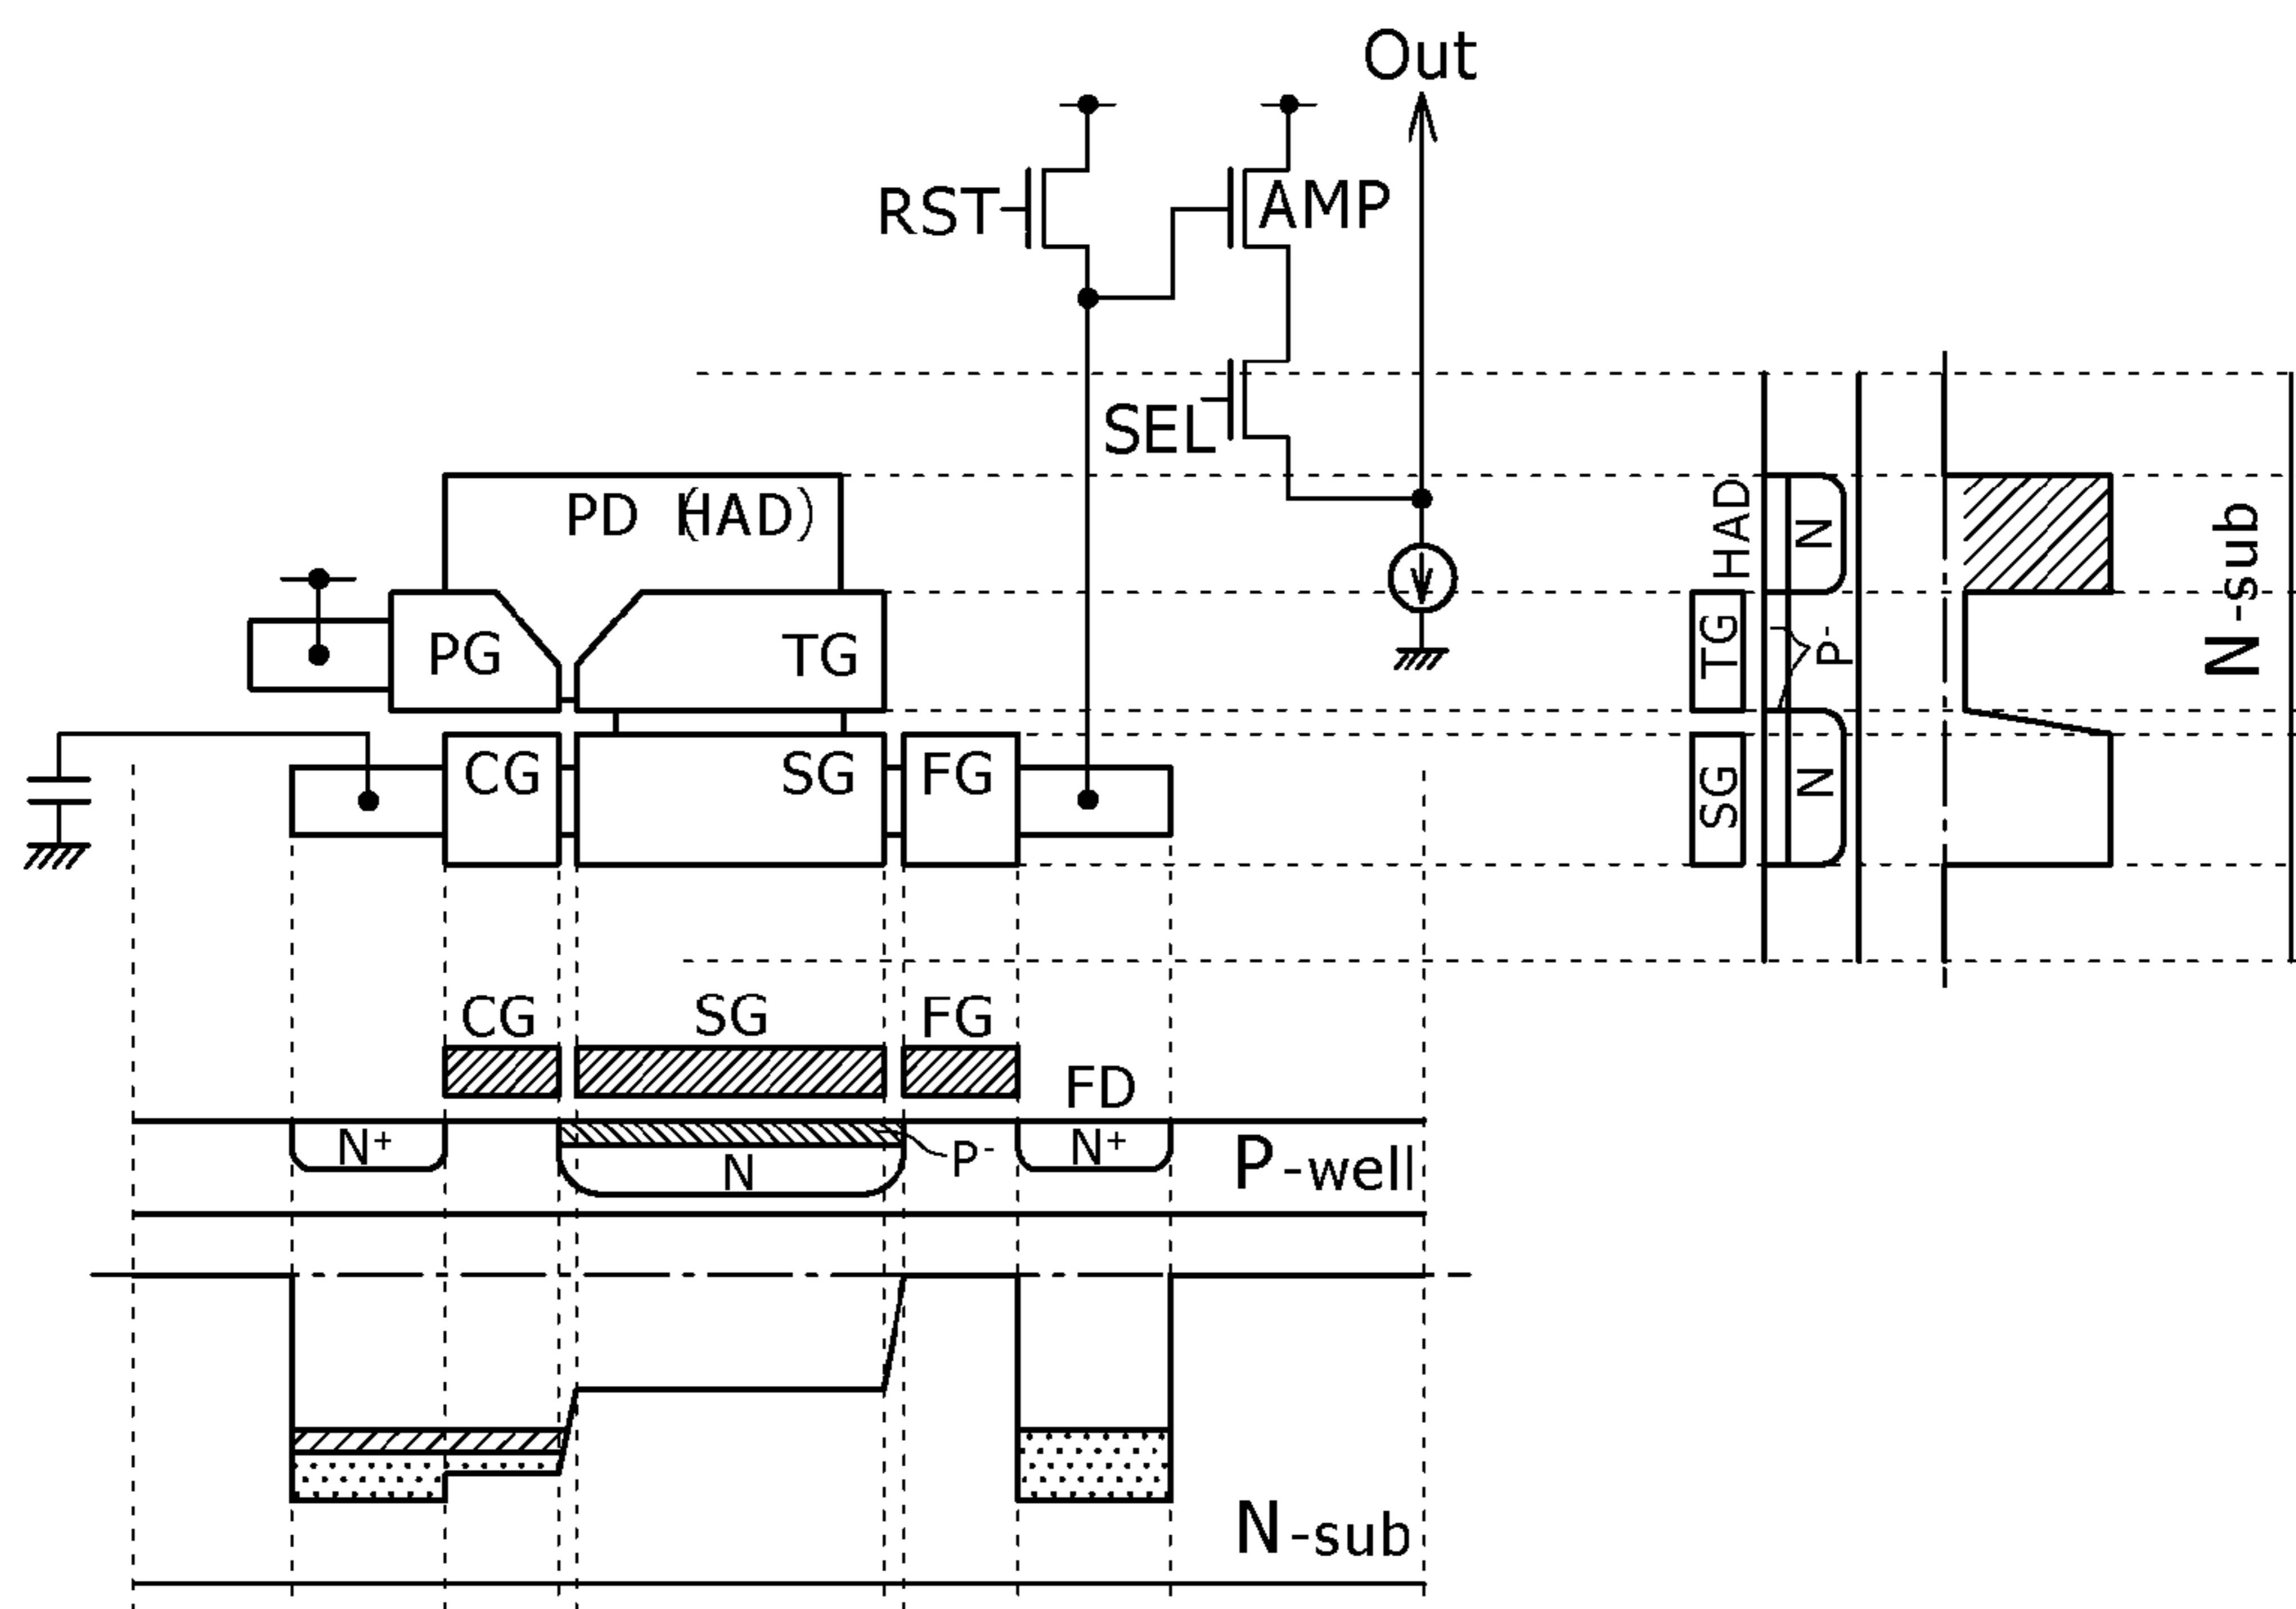 Out
RST
AMP
SEL
PD (HAD)
PG
TG
CG
SG
FG
HAD
N
TG
P-
SG
N
N-sub
CG
SG
FG
FD
N+
N
P-
N+
P-well
N-sub